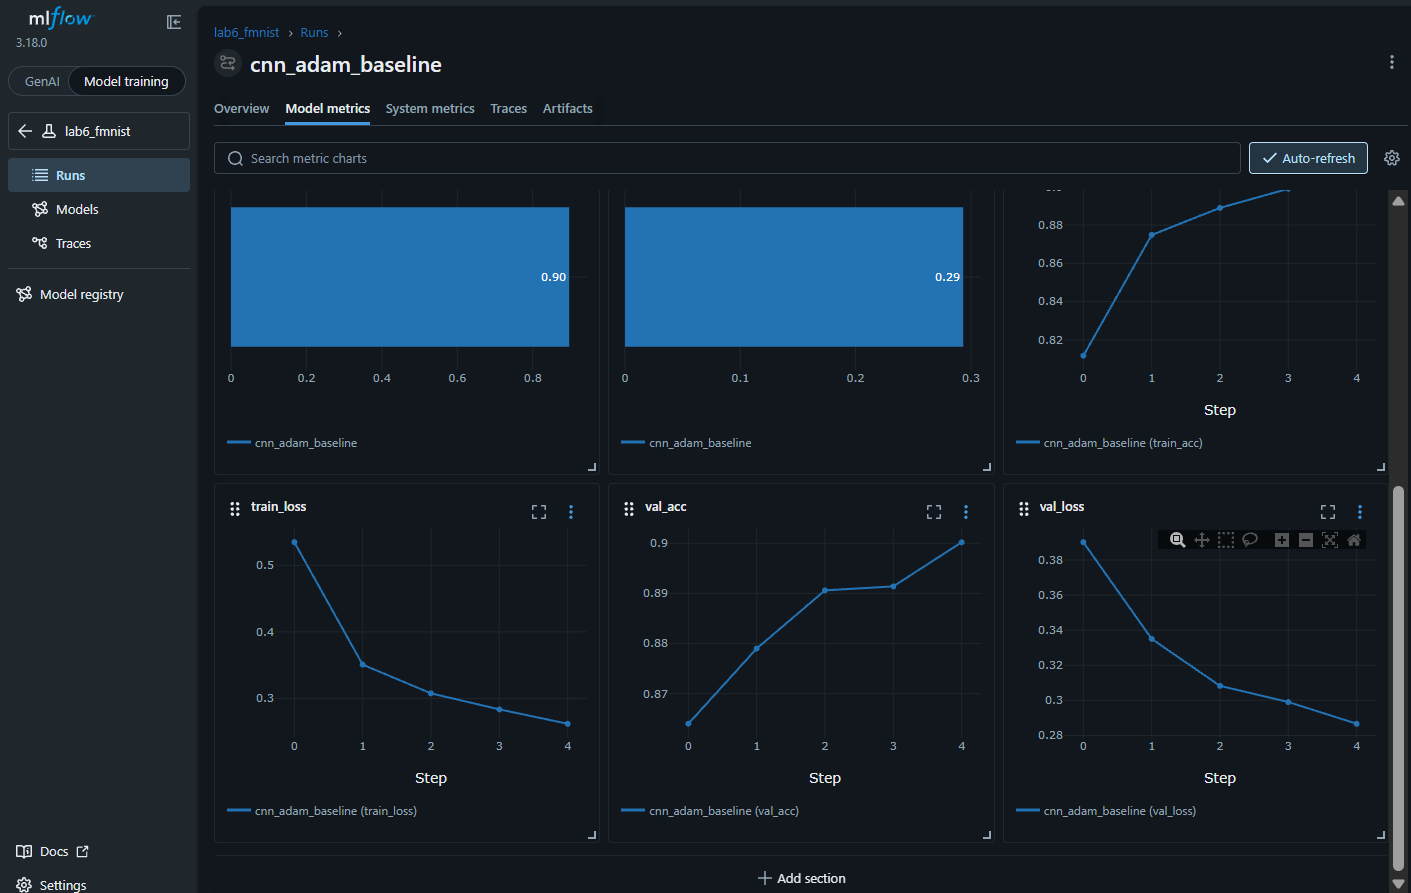 mlflow
3.18.0
GenAI
Model training
lab6_fmnist
Runs
Models
Traces
Model registry
Docs
Settings
lab6_fmnist › Runs ›
cnn_adam_baseline
Overview
Model metrics
System metrics
Traces
Artifacts
Search metric charts
Auto-refresh
0.90
0 0.2 0.4 0.6 0.8
cnn_adam_baseline
0.29
0 0.1 0.2 0.3
cnn_adam_baseline
0.88
0.86
0.84
0.82
0 1 2 3 4
Step
cnn_adam_baseline (train_acc)
train_loss
0.5
0.4
0.3
0 1 2 3 4
Step
cnn_adam_baseline (train_loss)
val_acc
0.9
0.89
0.88
0.87
0 1 2 3 4
Step
cnn_adam_baseline (val_acc)
val_loss
0.38
0.36
0.34
0.32
0.3
0.28
0 1 2 3 4
Step
cnn_adam_baseline (val_loss)
Add section